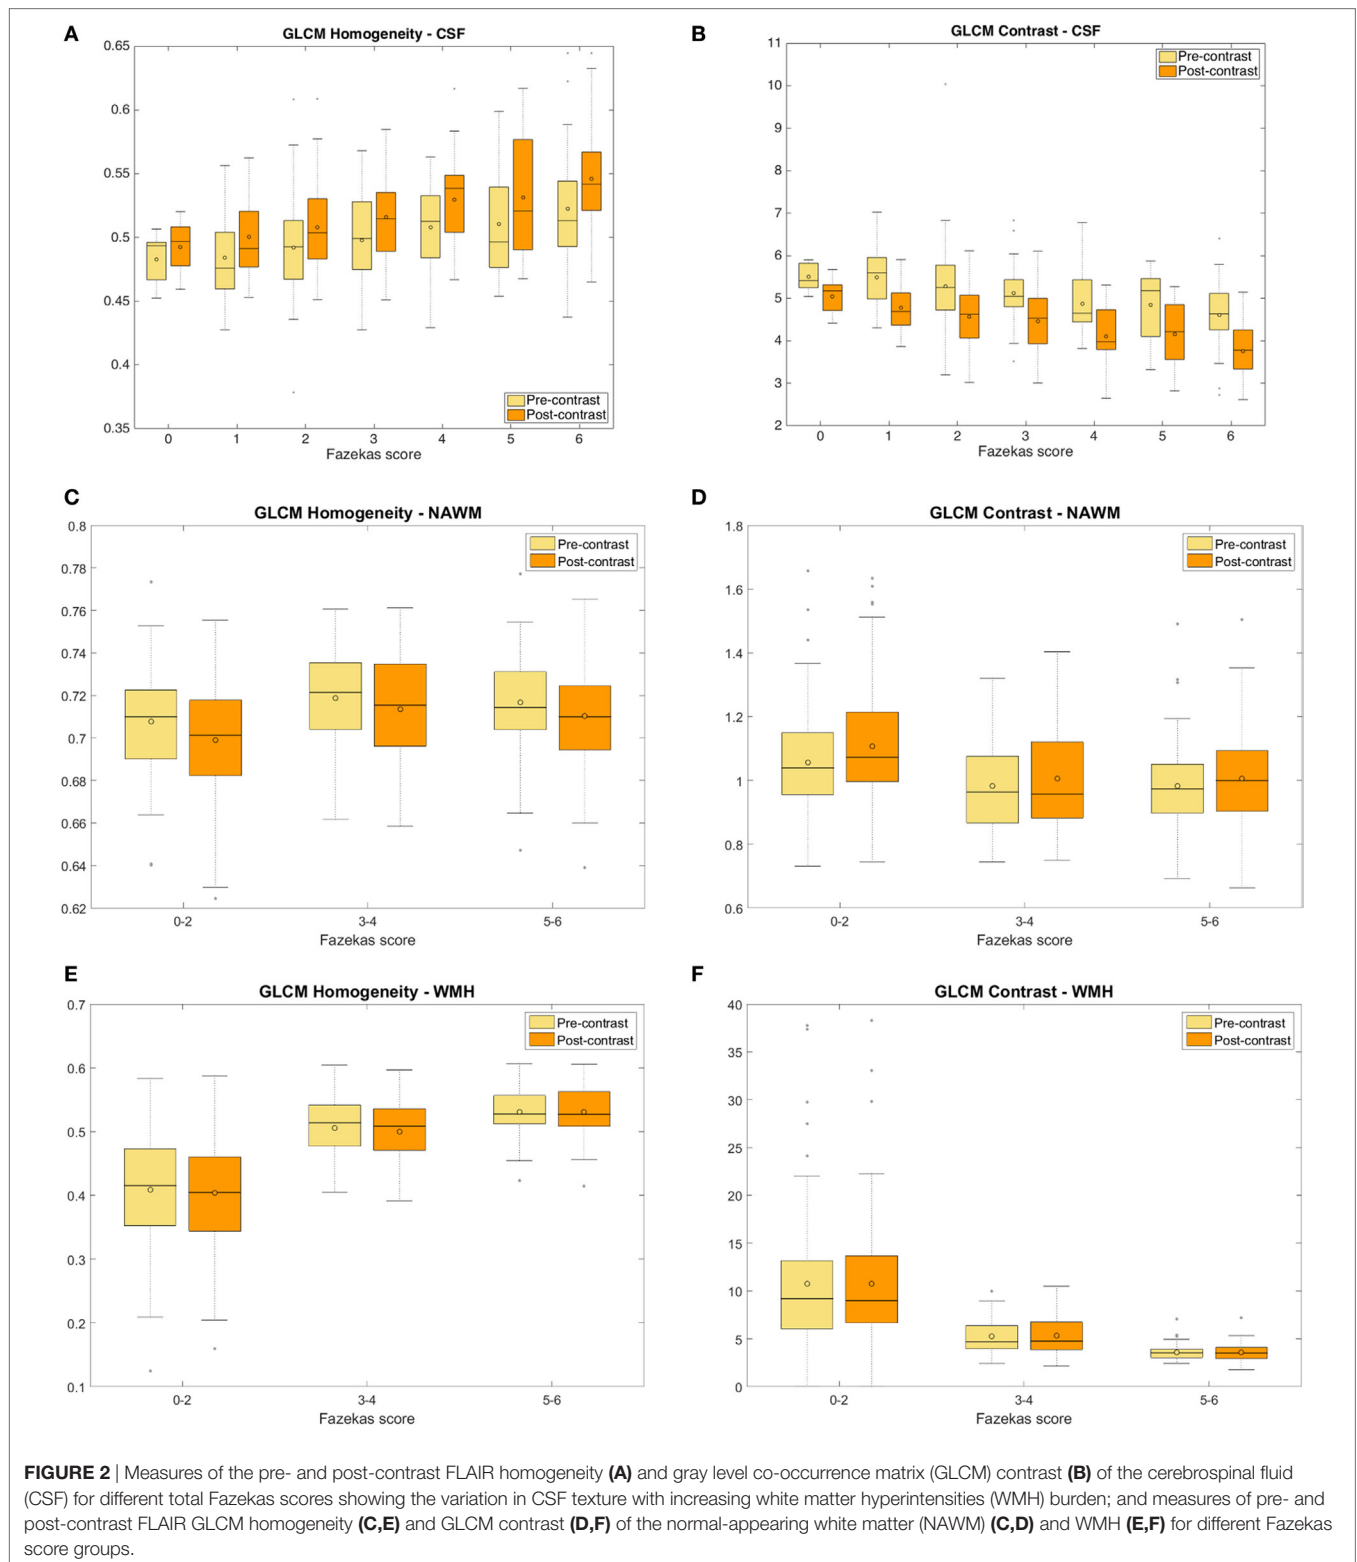 A
GLCM Homogeneity - CSF
0.65
0.6
0.55
0.5
0.45
0.4
0.35
Pre-contrast
Post-contrast
0 1 2 3 4 5 6
Fazekas score
B
GLCM Contrast - CSF
11
10
9
8
7
6
5
4
3
2
Pre-contrast
Post-contrast
0 1 2 3 4 5 6
Fazekas score
C
GLCM Homogeneity - NAWM
0.8
0.78
0.76
0.74
0.72
0.7
0.68
0.66
0.64
0.62
Pre-contrast
Post-contrast
0-2 3-4 5-6
Fazekas score
D
GLCM Contrast - NAWM
1.8
1.6
1.4
1.2
1
0.8
0.6
Pre-contrast
Post-contrast
0-2 3-4 5-6
Fazekas score
E
GLCM Homogeneity - WMH
0.7
0.6
0.5
0.4
0.3
0.2
0.1
Pre-contrast
Post-contrast
0-2 3-4 5-6
Fazekas score
F
GLCM Contrast - WMH
40
35
30
25
20
15
10
5
0
Pre-contrast
Post-contrast
0-2 3-4 5-6
Fazekas score
FIGURE 2 | Measures of the pre- and post-contrast FLAIR homogeneity (A) and gray level co-occurrence matrix (GLCM) contrast (B) of the cerebrospinal fluid
(CSF) for different total Fazekas scores showing the variation in CSF texture with increasing white matter hyperintensities (WMH) burden; and measures of pre- and
post-contrast FLAIR GLCM homogeneity (C,E) and GLCM contrast (D,F) of the normal-appearing white matter (NAWM) (C,D) and WMH (E,F) for different Fazekas
score groups.